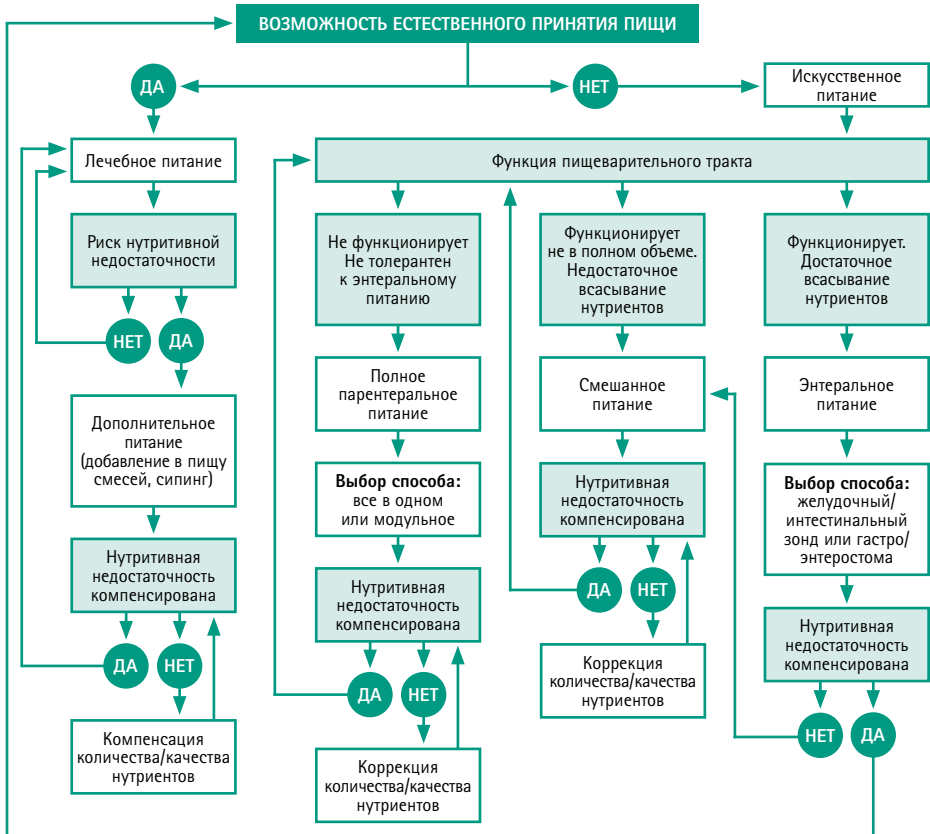 ВОЗМОЖНОСТЬ ЕСТЕСТВЕННОГО ПРИНЯТИЯ ПИЩИ
ДА
НЕТ
Искусственное
питание
Лечебное питание
Функция пищеварительного тракта
Риск нутритивной
недостаточности
НЕТ
ДА
Дополнительное
питание
(добавление в пищу
смесей, сипинг)
Нутритивная
недостаточность
компенсирована
ДА
НЕТ
Компенсация
количества/качества
нутриентов
Не функционирует
Не толерантен
к энтеральному
питанию
Полное
парентеральное
питание
Выбор способа:
все в одном
или модульное
Нутритивная
недостаточность
компенсирована
ДА
НЕТ
Коррекция
количества/качества
нутриентов
Функционирует
не в полном объеме.
Недостаточное
всасывание
нутриентов
Смешанное
питание
Нутритивная
недостаточность
компенсирована
ДА
НЕТ
Коррекция
количества/качества
нутриентов
Функционирует.
Достаточное
всасывание
нутриентов
Энтеральное
питание
Выбор способа:
желудочный/
интестинальный
зонд или гастро/
энтеростома
Нутритивная
недостаточность
компенсирована
НЕТ
ДА